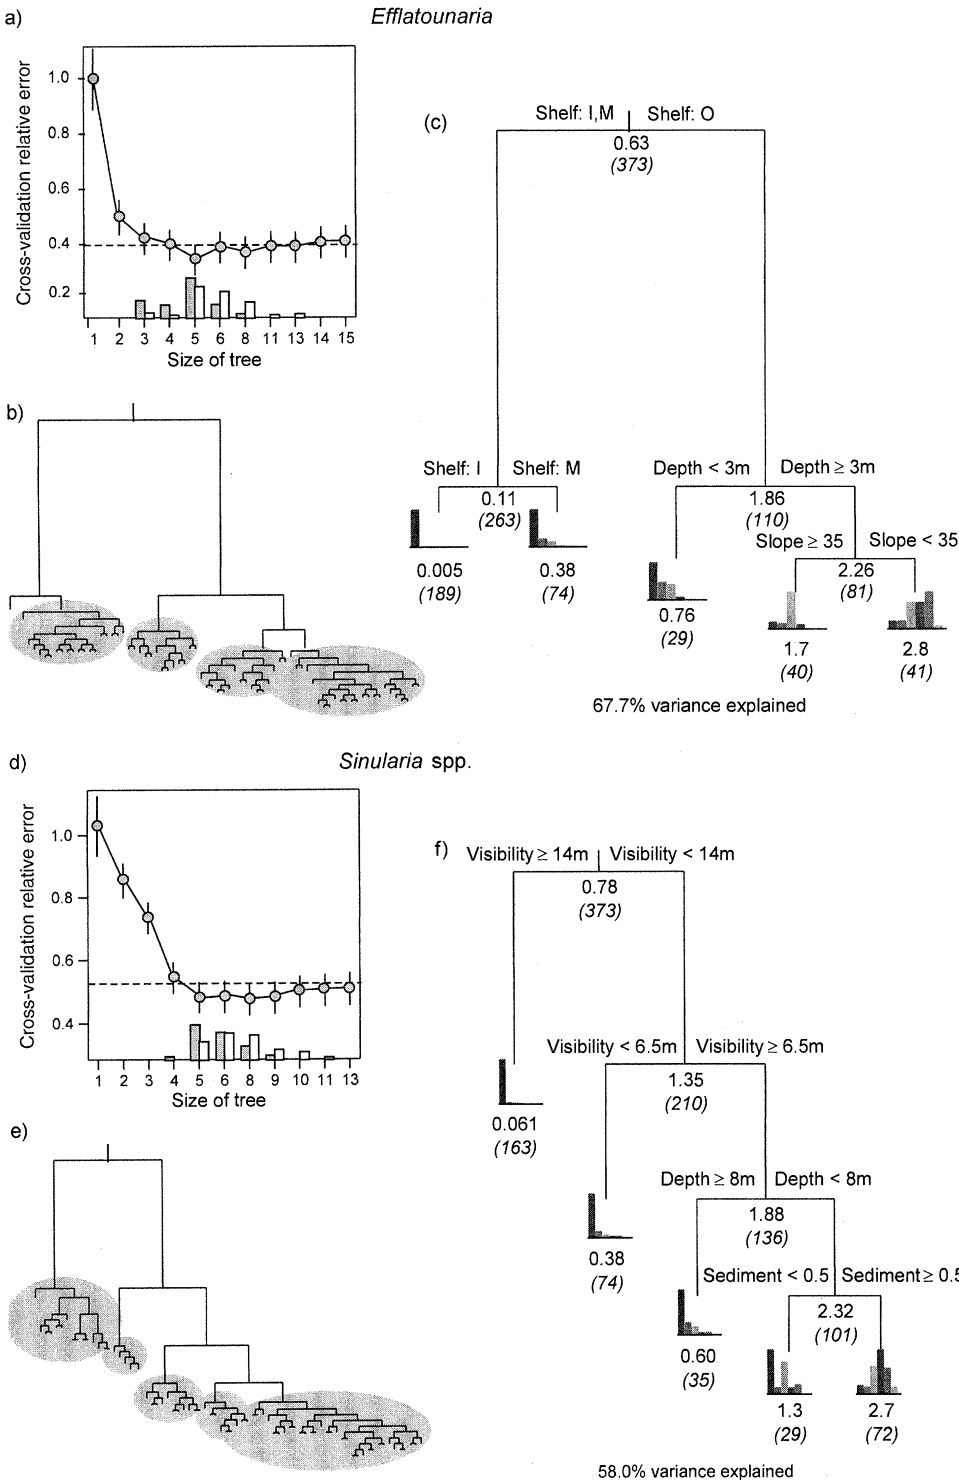 a)
Efflatounaria
Cross-validation relative error
1.0
0.8
0.6
0.4
0.2
1 2 3 4 5 6 8 11 13 14 15
Size of tree
b)
(c)
Shelf: I,M Shelf: O
0.63
(373)
Shelf: I Shelf: M
0.11
(263)
0.005
(189)
0.38
(74)
Depth < 3m Depth ≥ 3m
1.86
(110)
Slope ≥ 35 Slope < 35
2.26
(81)
0.76
(29)
1.7
(40)
2.8
(41)
67.7% variance explained
d)
Sinularia spp.
Cross-validation relative error
1.0
0.8
0.6
0.4
1 2 3 4 5 6 8 9 10 11 13
Size of tree
e)
f)
Visibility ≥ 14m Visibility < 14m
0.78
(373)
Visibility < 6.5m Visibility ≥ 6.5m
1.35
(210)
0.061
(163)
Depth ≥ 8m Depth < 8m
1.88
(136)
0.38
(74)
Sediment < 0.5 Sediment ≥ 0.5
2.32
(101)
0.60
(35)
1.3
(29)
2.7
(72)
58.0% variance explained